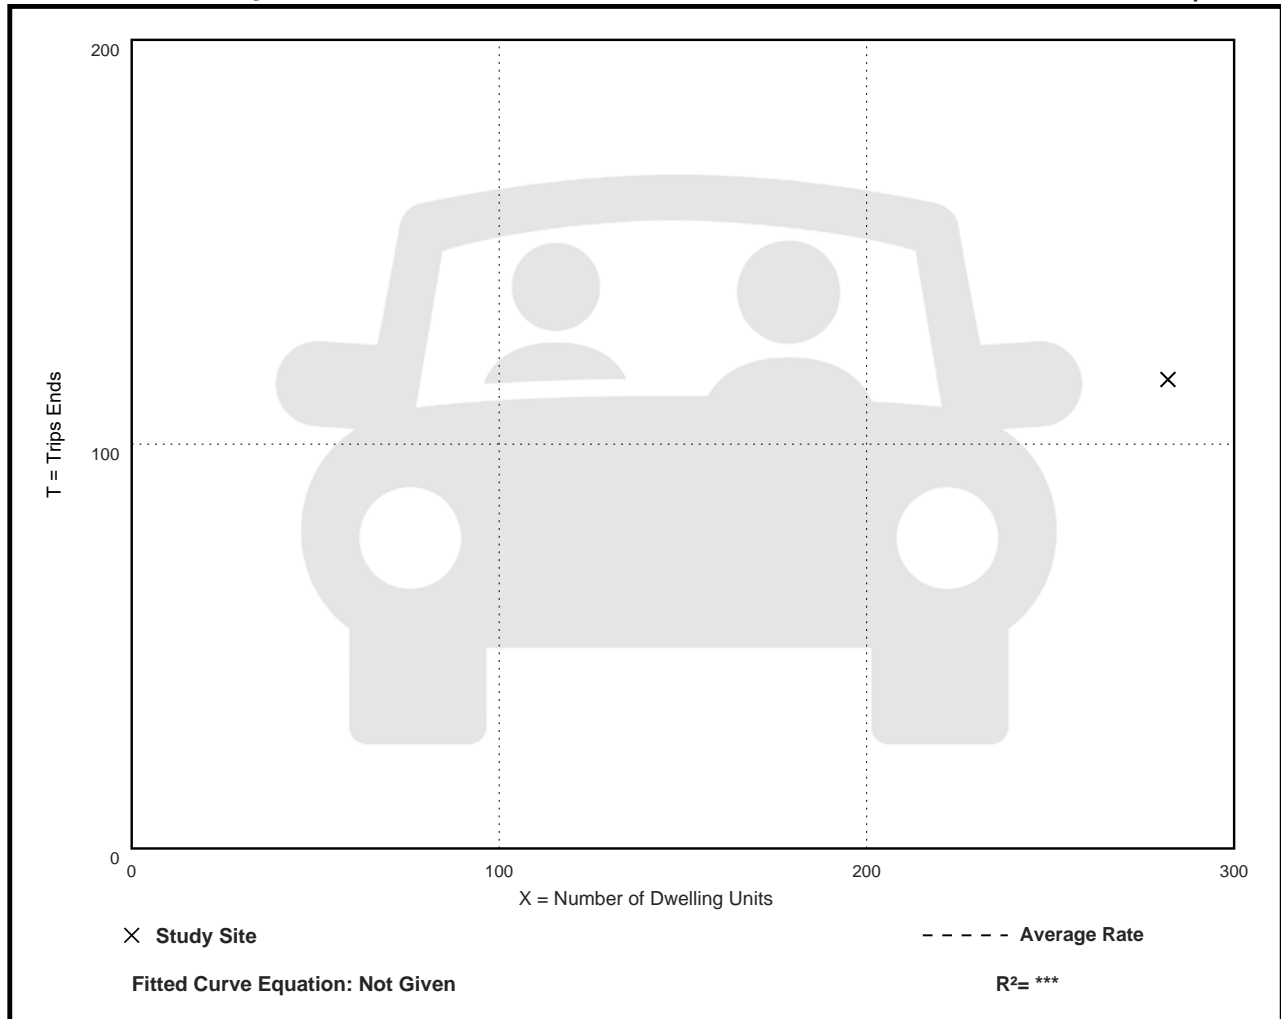 200
T = Trips Ends
100
0
0 100 200 300
X = Number of Dwelling Units
Study Site
Average Rate
Fitted Curve Equation: Not Given
R²= ***